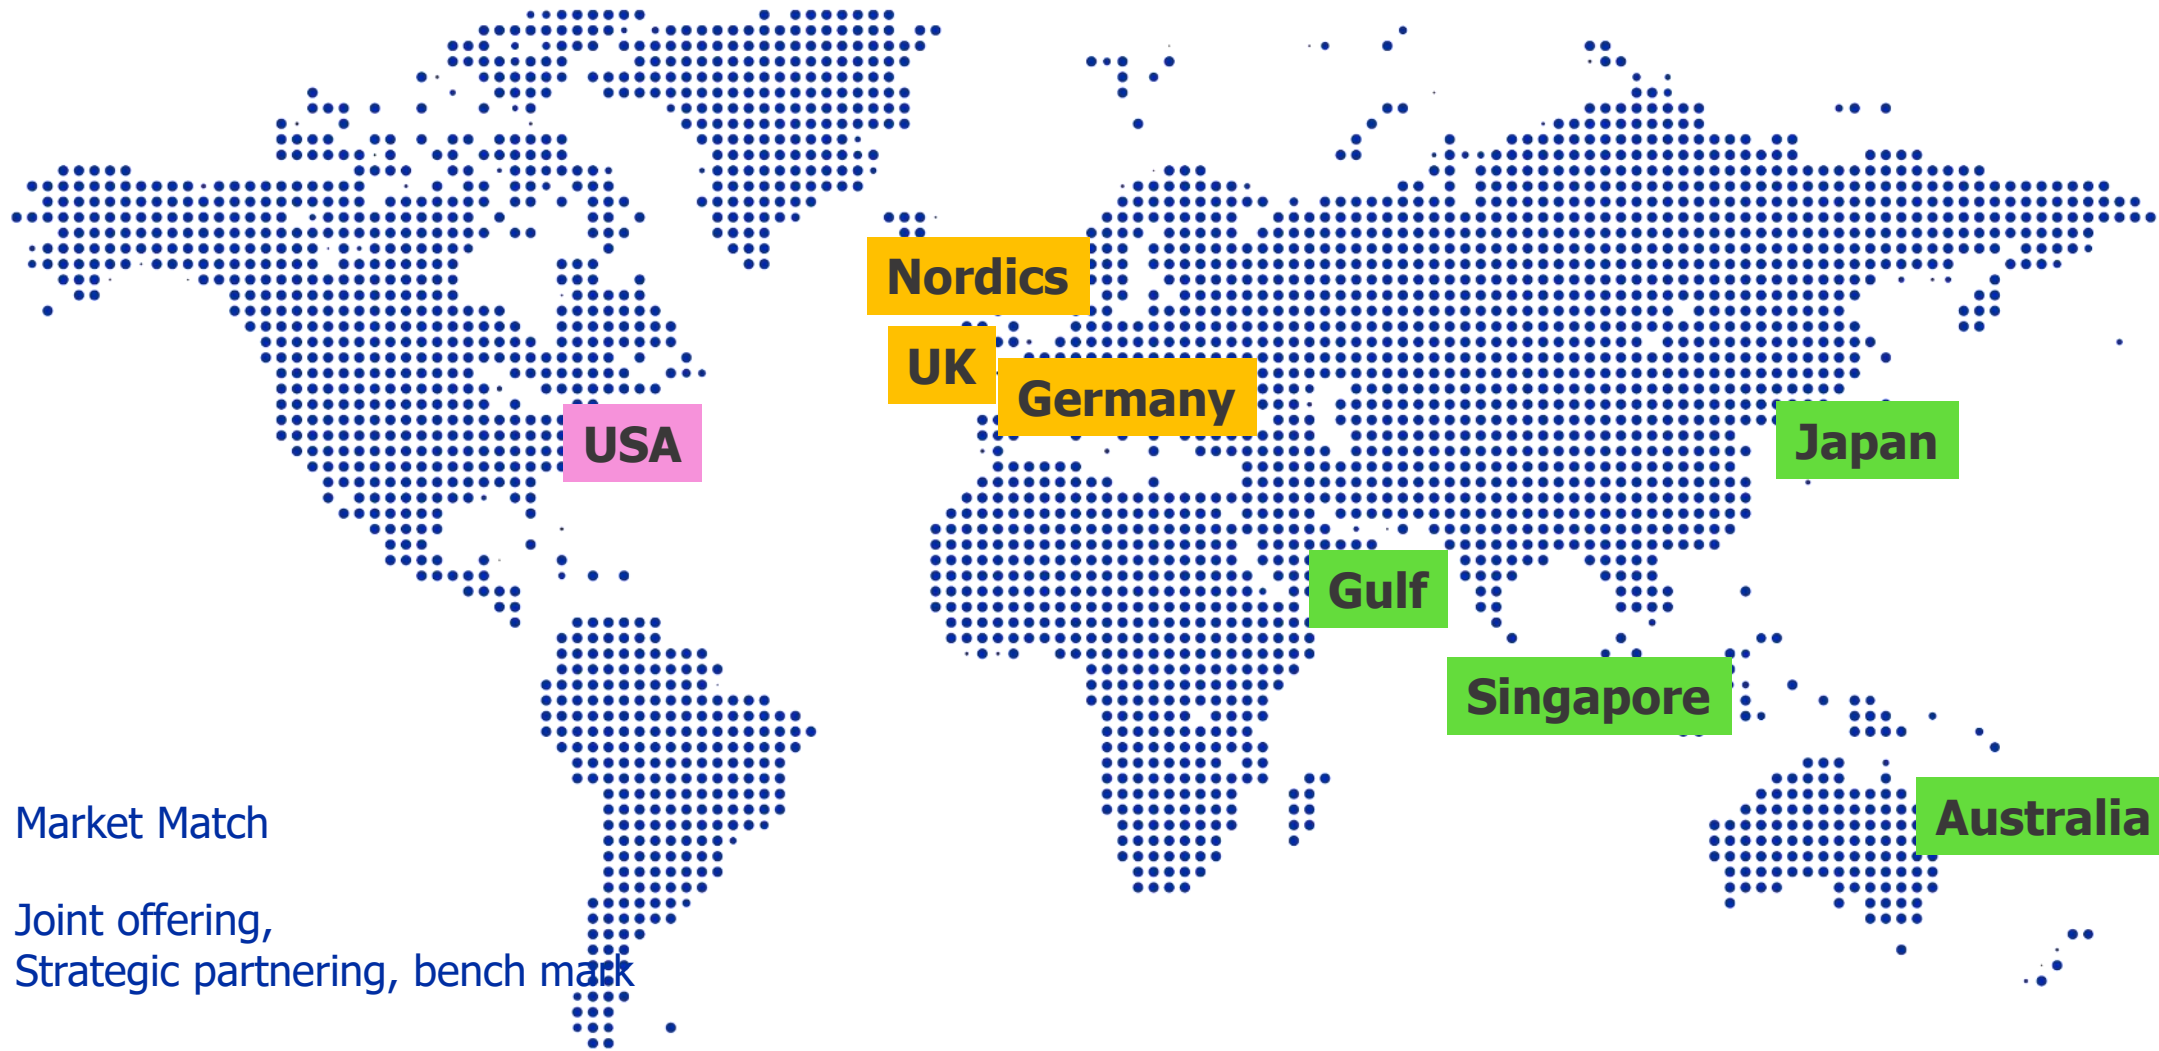 Nordics
UK
Germany
USA
Japan
Gulf
Singapore
Australia
Market Match
Joint offering,
Strategic partnering, bench mark